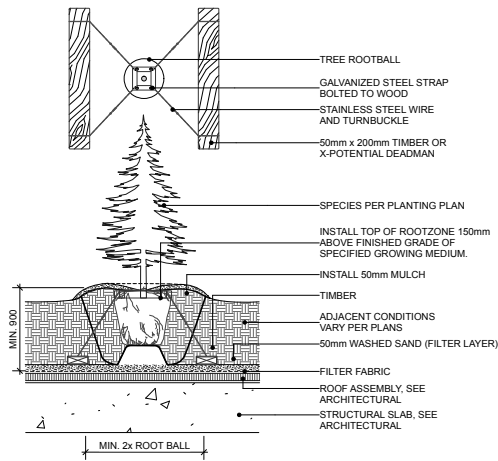 TREE ROOTBALL
GALVANIZED STEEL STRAP
BOLTED TO WOOD
STAINLESS STEEL WIRE
AND TURNBUCKLE
50mm x 200mm TIMBER OR
X-POTENTIAL DEADMAN
SPECIES PER PLANTING PLAN
INSTALL TOP OF ROOTZONE 150mm
ABOVE FINISHED GRADE OF
SPECIFIED GROWING MEDIUM.
INSTALL 50mm MULCH
TIMBER
ADJACENT CONDITIONS
VARY PER PLANS
50mm WASHED SAND (FILTER LAYER)
FILTER FABRIC
ROOF ASSEMBLY, SEE
ARCHITECTURAL
STRUCTURAL SLAB, SEE
ARCHITECTURAL
MIN. 900
MIN. 2x ROOT BALL